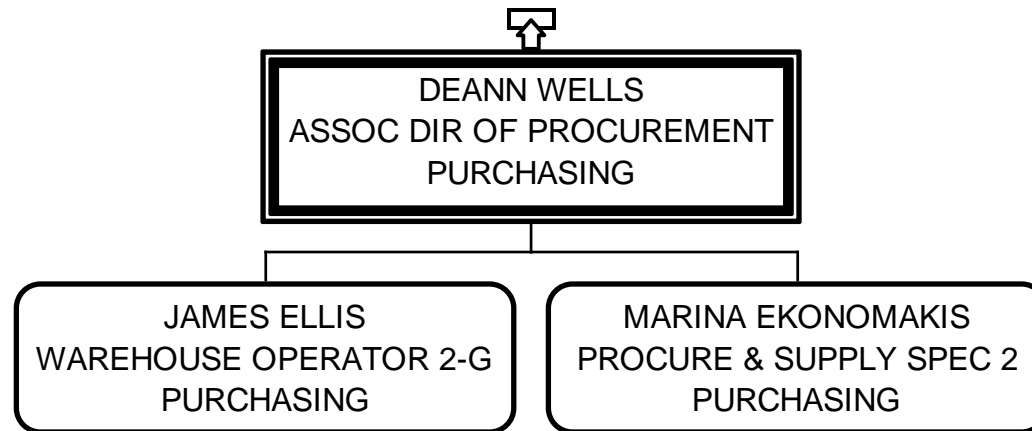 DEANN WELLS
ASSOC DIR OF PROCUREMENT
PURCHASING
JAMES ELLIS
WAREHOUSE OPERATOR 2-G
PURCHASING
MARINA EKONOMAKIS
PROCURE & SUPPLY SPEC 2
PURCHASING